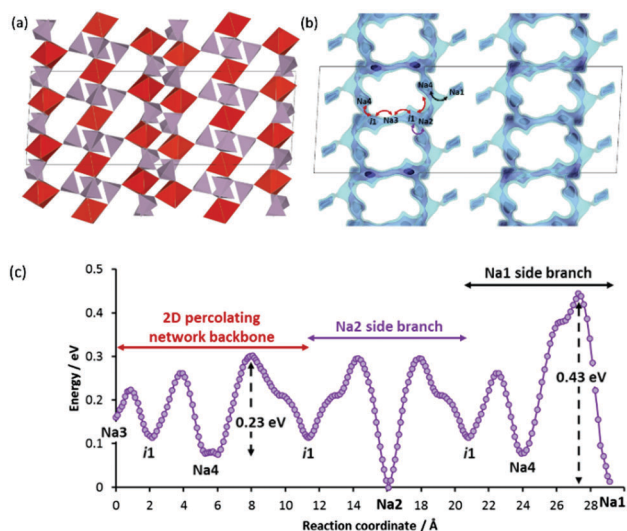 (a)
(b)
Na4
Na1
Na4
i1
Na3
i1
Na2
(c)
Na1 side branch
2D percolating
network backbone
Na2 side branch
Energy / eV
0.5
0.4
0.3
0.2
0.1
0
0.23 eV
0.43 eV
Na3
i1
Na4
i1
Na2
i1
Na4
Na1
0 2 4 6 8 10 12 14 16 18 20 22 24 26 28
Reaction coordinate / Å